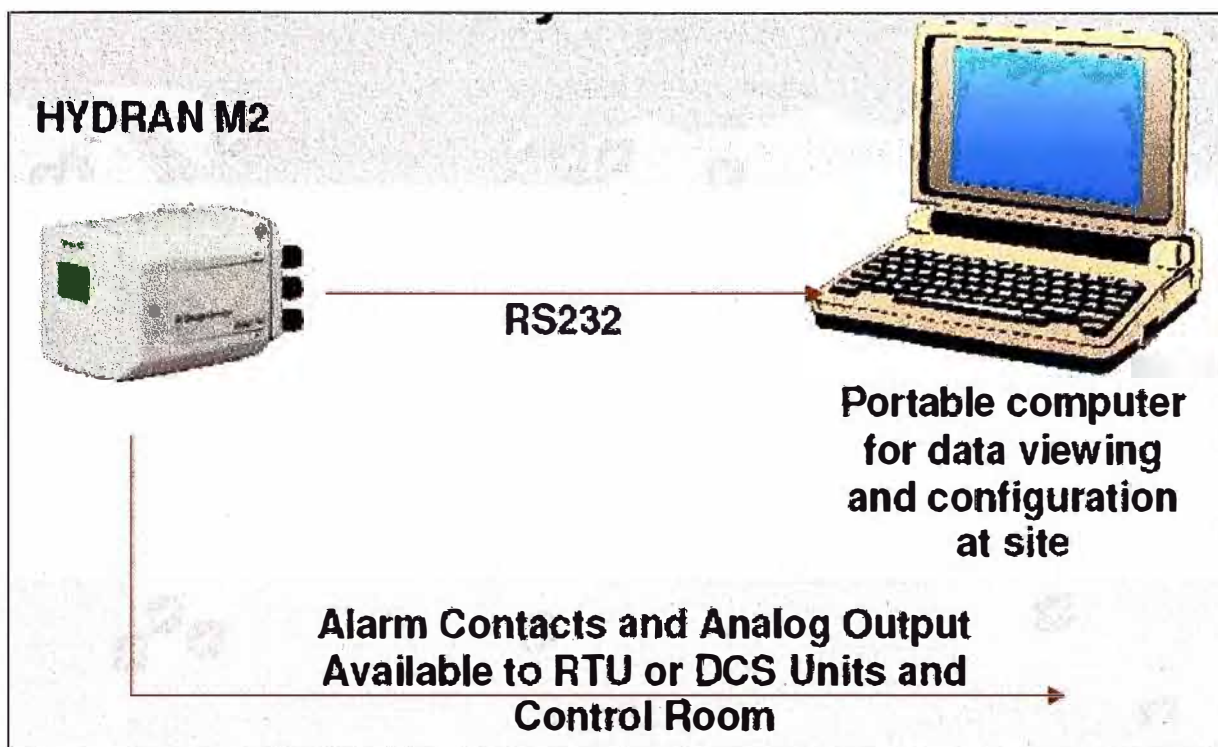 HYDRAN M2
RS232
Portable computer
for data viewing
and configuration
at site
Alarm Contacts and Analog Output
Available to RTU or DCS Units and
Control Room